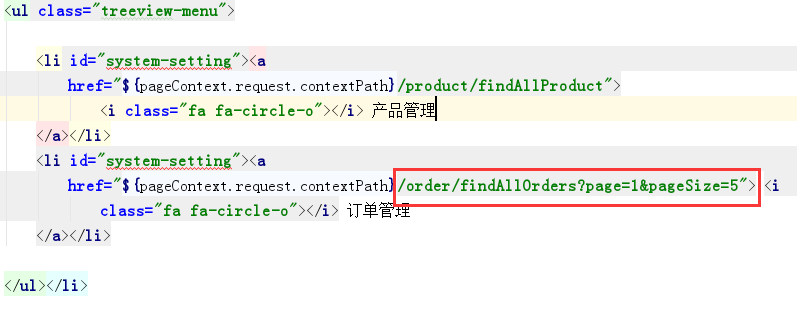 <ul class="treeview-menu">
<li id="system-setting"><a
href="${pageContext.request.contextPath}/product/findAllProduct">
<i class="fa fa-circle-o"></i> 产品管理
</a></li>
<li id="system-setting"><a
href="${pageContext.request.contextPath}/order/findAllOrders?page=1&pageSize=5"> <i
class="fa fa-circle-o"></i> 订单管理
</a></li>
</ul></li>